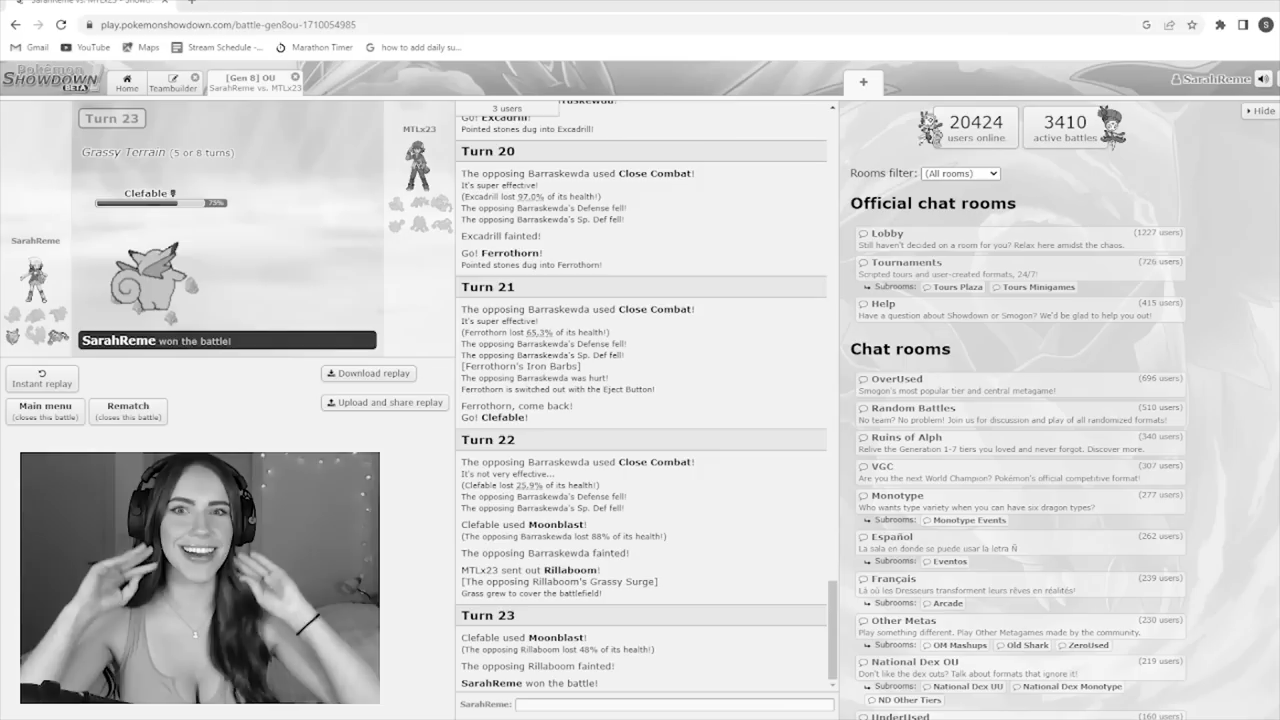 SarahReme vs. MTLx23 - Showd...
play.pokemonshowdown.com/battle-gen8ou-1710054985
Gmail
YouTube
Maps
Stream Schedule -...
Marathon Timer
how to add daily su...
Pokémon
SHOWDOWN
BETA
Home
Teambuilder
[Gen 8] OU
SarahReme vs. MTLx23
SarahReme
Turn 23
Grassy Terrain (5 or 8 turns)
MTLx23
Clefable
75%
SarahReme
SarahReme won the battle!
Instant replay
Download replay
Main menu
(closes this battle)
Rematch
(closes this battle)
Upload and share replay
3 users
Go! Excadrill!
Pointed stones dug into Excadrill!
Turn 20
The opposing Barraskewda used Close Combat!
It's super effective!
(Excadrill lost 97.0% of its health!)
The opposing Barraskewda's Defense fell!
The opposing Barraskewda's Sp. Def fell!
Excadrill fainted!
Go! Ferrothorn!
Pointed stones dug into Ferrothorn!
Turn 21
The opposing Barraskewda used Close Combat!
It's super effective!
(Ferrothorn lost 65.3% of its health!)
The opposing Barraskewda's Defense fell!
The opposing Barraskewda's Sp. Def fell!
[Ferrothorn's Iron Barbs]
The opposing Barraskewda was hurt!
Ferrothorn is switched out with the Eject Button!
Ferrothorn, come back!
Go! Clefable!
Turn 22
The opposing Barraskewda used Close Combat!
It's not very effective...
(Clefable lost 25.9% of its health!)
The opposing Barraskewda's Defense fell!
The opposing Barraskewda's Sp. Def fell!
Clefable used Moonblast!
(The opposing Barraskewda lost 88% of its health!)
The opposing Barraskewda fainted!
MTLx23 sent out Rillaboom!
[The opposing Rillaboom's Grassy Surge]
Grass grew to cover the battlefield!
Turn 23
Clefable used Moonblast!
(The opposing Rillaboom lost 48% of its health!)
The opposing Rillaboom fainted!
SarahReme won the battle!
SarahReme:
Hide
20424
users online
3410
active battles
Rooms filter: (All rooms)
Official chat rooms
Lobby (1227 users)
Still haven't decided on a room for you? Relax here amidst the chaos.
Tournaments (726 users)
Scripted tours and user-created formats, 24/7!
Subrooms: Tours Plaza Tours Minigames
Help (415 users)
Have a question about Showdown or Smogon? We'd be glad to help you out!
Chat rooms
OverUsed (696 users)
Smogon's most popular tier and central metagame!
Random Battles (510 users)
No team? No problem! Join us for discussion and play of all randomized formats!
Ruins of Alph (340 users)
Relive the Generation 1-7 tiers you loved and never forgot. Discover more.
VGC (307 users)
Are you the next World Champion? Pokémon's official competitive format!
Monotype (277 users)
Who wants type variety when you can have six dragon types?
Subrooms: Monotype Events
Español (262 users)
La sala en donde se puede usar la letra Ñ
Subrooms: Eventos
Français (239 users)
Là où les Dresseurs transforment leurs rêves en réalités!
Subrooms: Arcade
Other Metas (230 users)
Play something different. Play Other Metagames made by the community.
Subrooms: OM Mashups Old Shark ZeroUsed
National Dex OU (219 users)
Don't like the dex cuts? Talk about formats that ignore it!
Subrooms: National Dex UU National Dex Monotype
ND Other Tiers
UnderUsed (160 users)